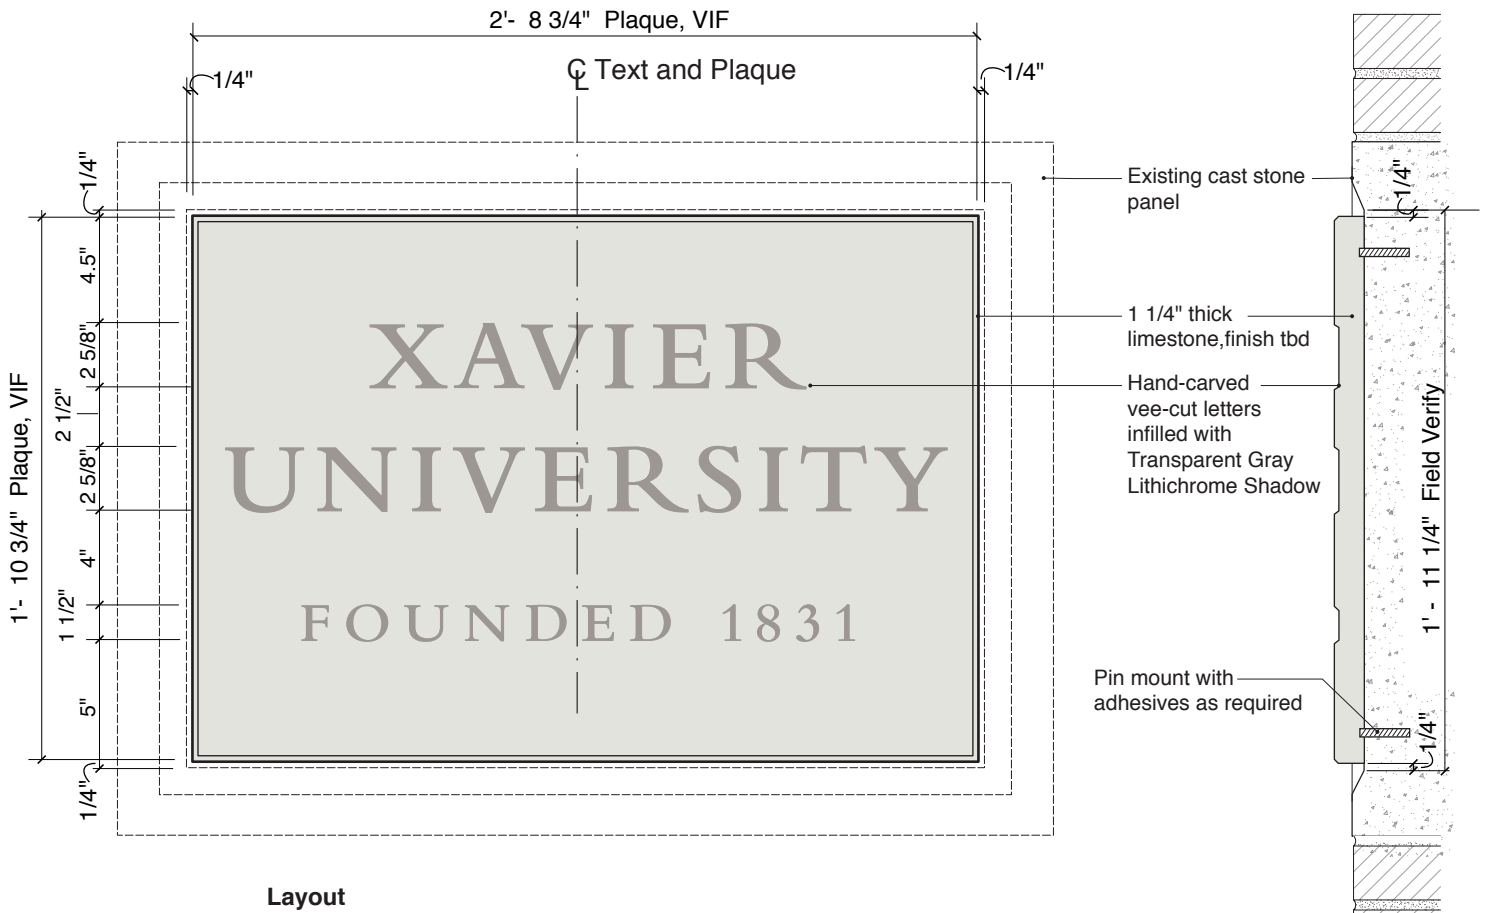 2'- 8 3/4" Plaque, VIF
℄ Text and Plaque
1/4"
1/4"
1/4"
4.5"
2 5/8"
2 1/2"
2 5/8"
4"
1 1/2"
5"
1/4"
1'- 10 3/4" Plaque, VIF
XAVIER
UNIVERSITY
FOUNDED 1831
Existing cast stone
panel
1 1/4" thick
limestone,finish tbd
Hand-carved
vee-cut letters
infilled with
Transparent Gray
Lithichrome Shadow
Pin mount with
adhesives as required
1/4"
1'- 11 1/4" Field Verify
1/4"
Layout